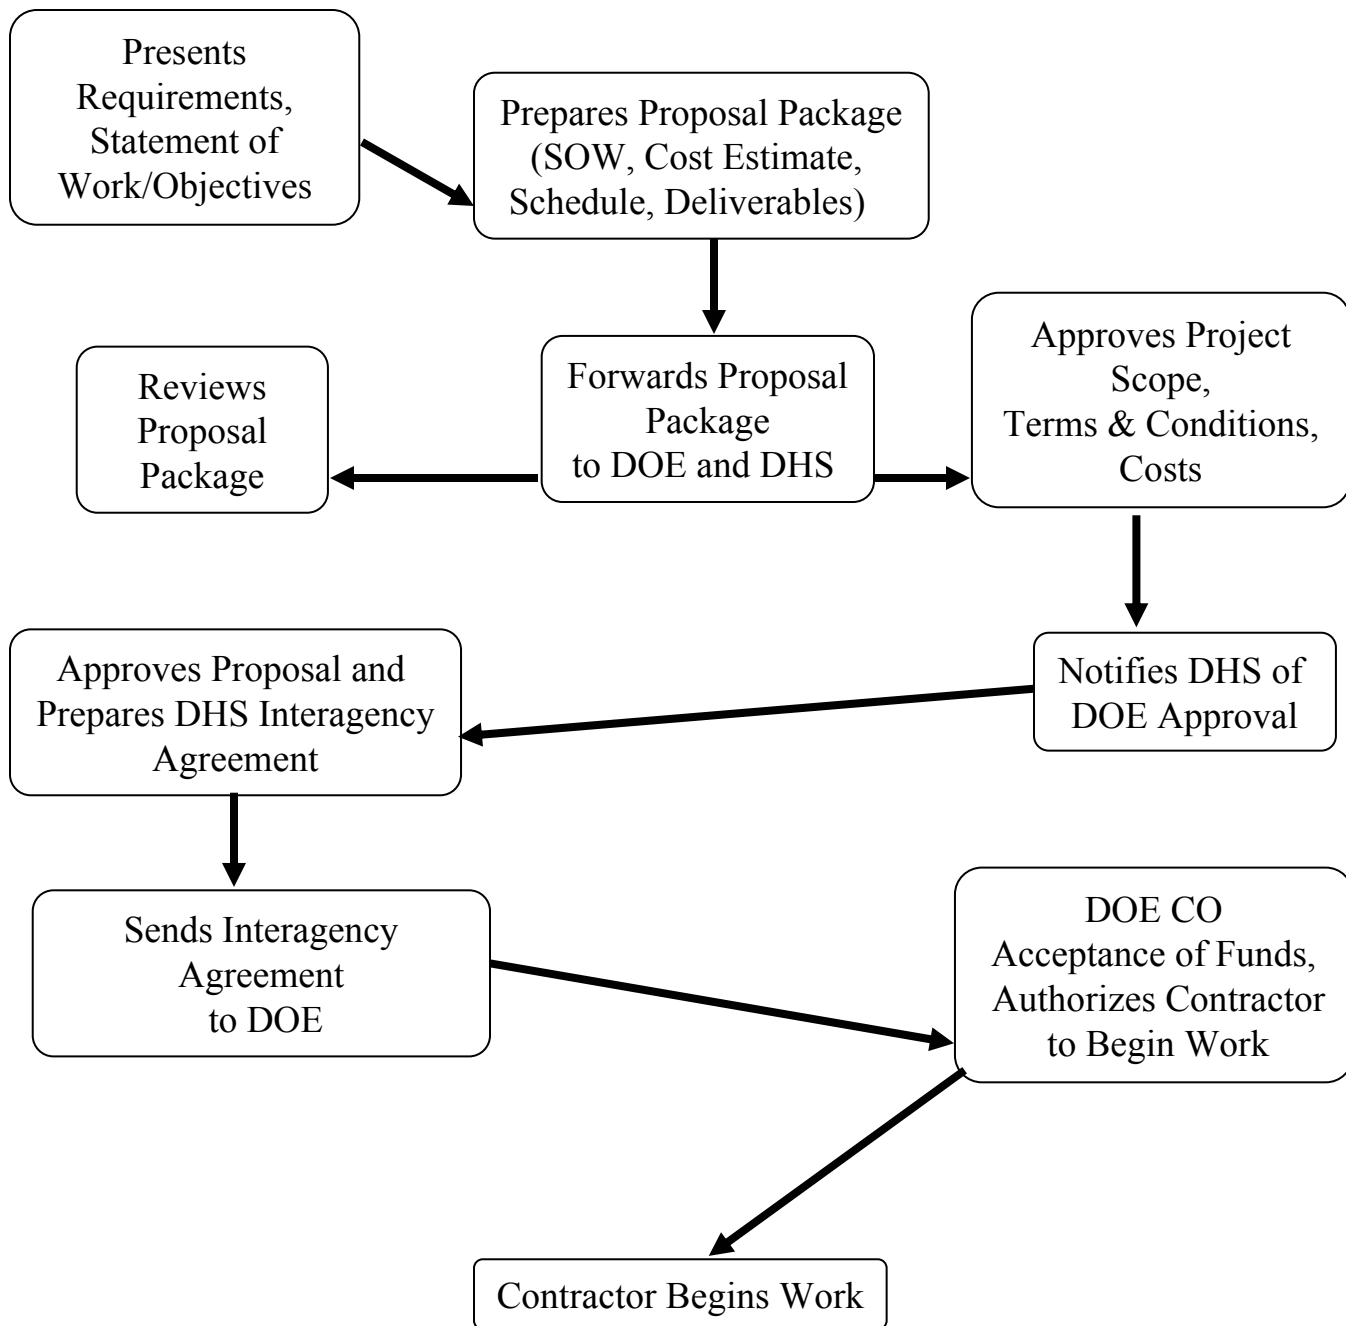 Presents
Requirements,
Statement of
Work/Objectives
Prepares Proposal Package
(SOW, Cost Estimate,
Schedule, Deliverables)
Reviews
Proposal
Package
Forwards Proposal
Package
to DOE and DHS
Approves Project
Scope,
Terms & Conditions,
Costs
Approves Proposal and
Prepares DHS Interagency
Agreement
Notifies DHS of
DOE Approval
Sends Interagency
Agreement
to DOE
DOE CO
Acceptance of Funds,
Authorizes Contractor
to Begin Work
Contractor Begins Work